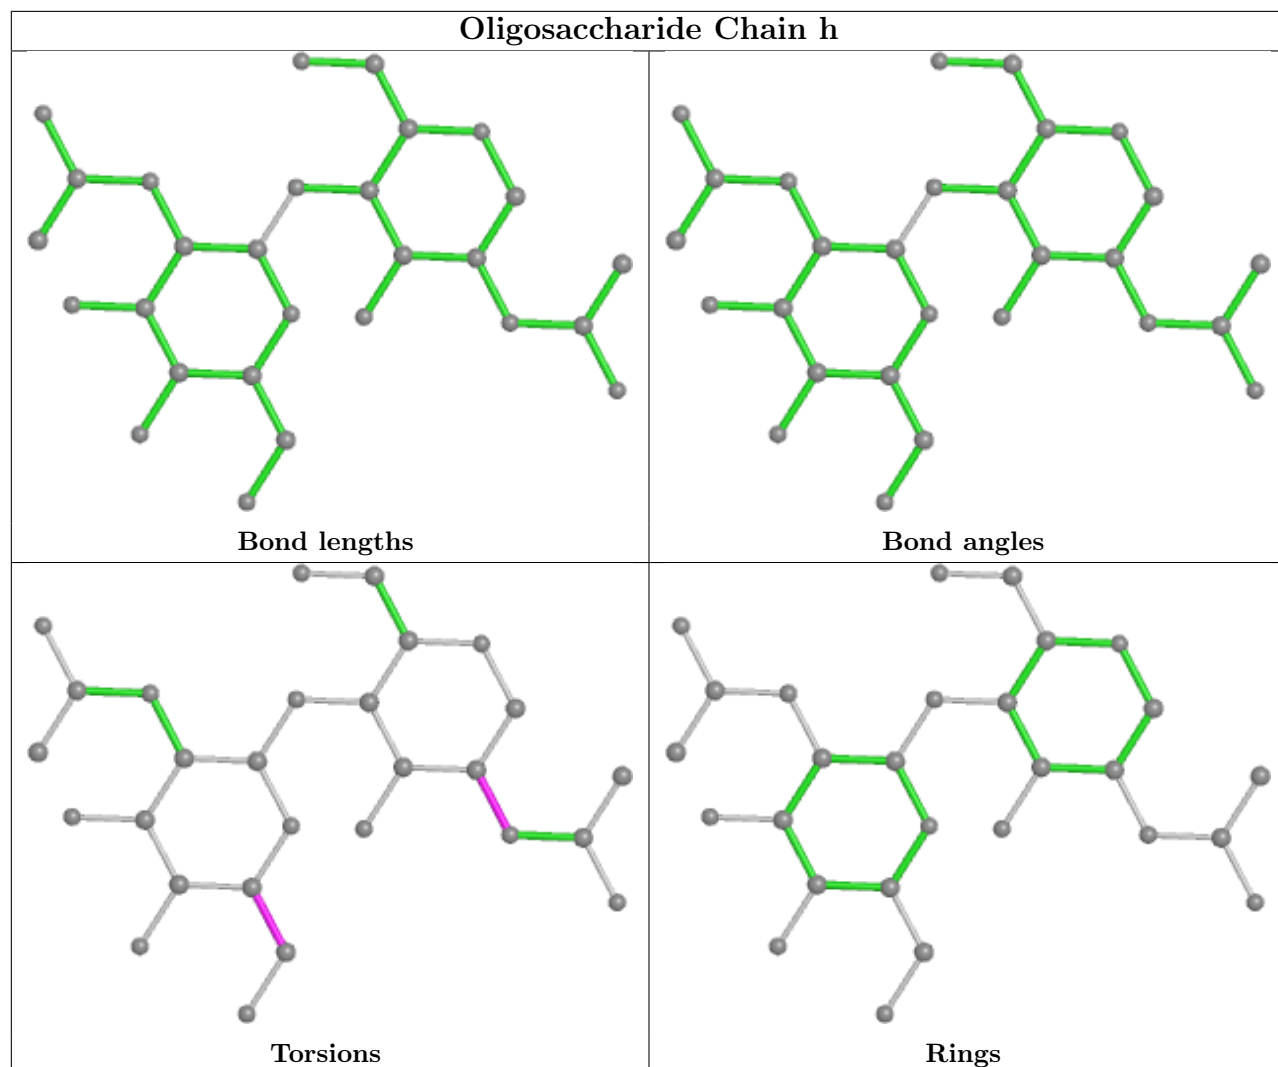 Oligosaccharide Chain h
Bond lengths
Bond angles
Torsions
Rings